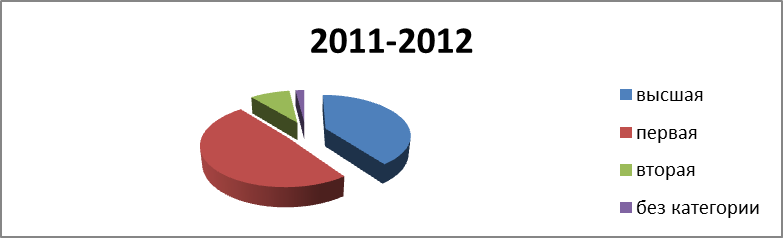 2011-2012
высшая
первая
вторая
без категории